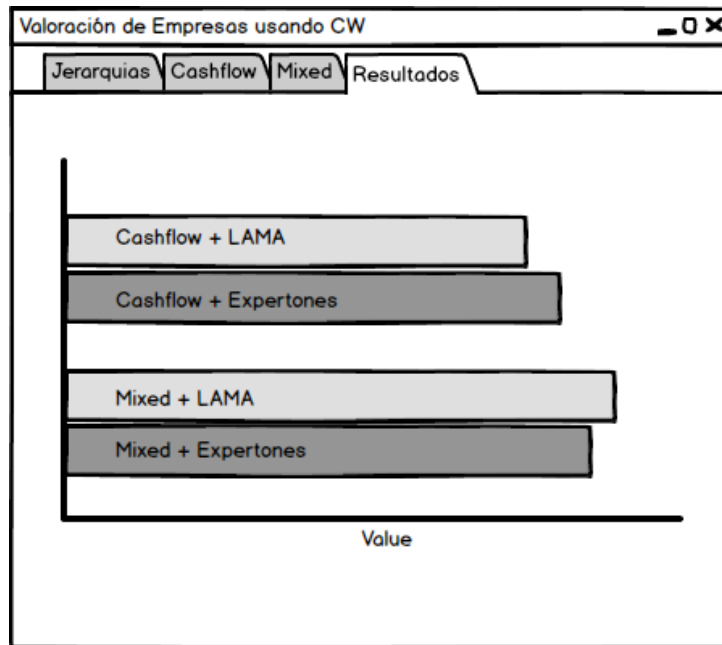 Valoración de Empresas usando CW
Jerarquias Cashflow Mixed Resultados
Cashflow + LAMA
Cashflow + Expertones
Mixed + LAMA
Mixed + Expertones
Value